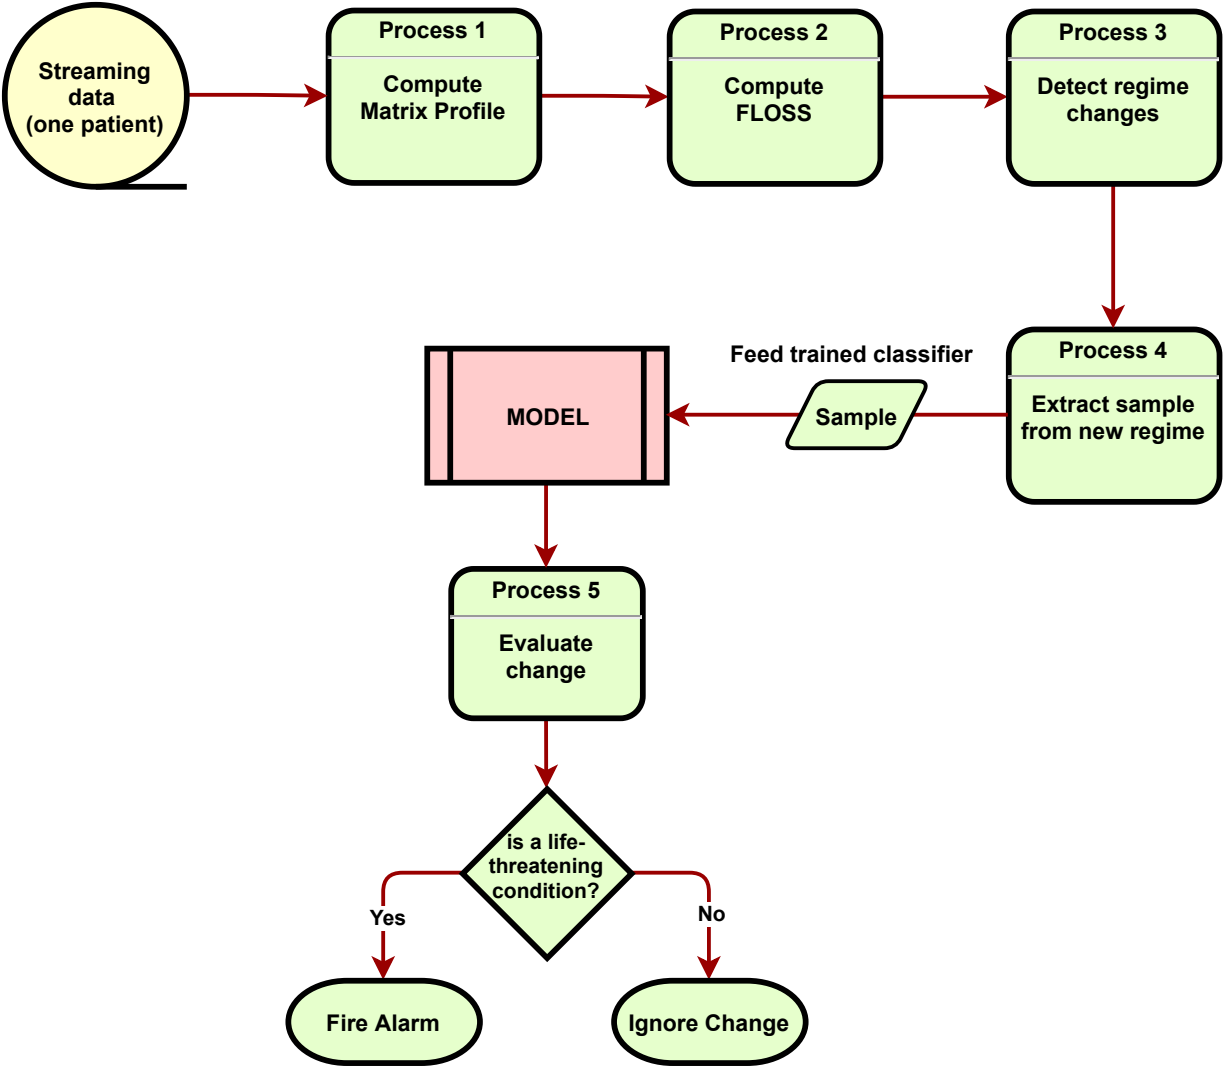 Streaming
data
(one patient)
Process 1
Compute
Matrix Profile
Process 2
Compute
FLOSS
Process 3
Detect regime
changes
Process 4
Extract sample
from new regime
Feed trained classifier
Sample
MODEL
Process 5
Evaluate
change
is a life-
threatening
condition?
Yes
No
Fire Alarm
Ignore Change